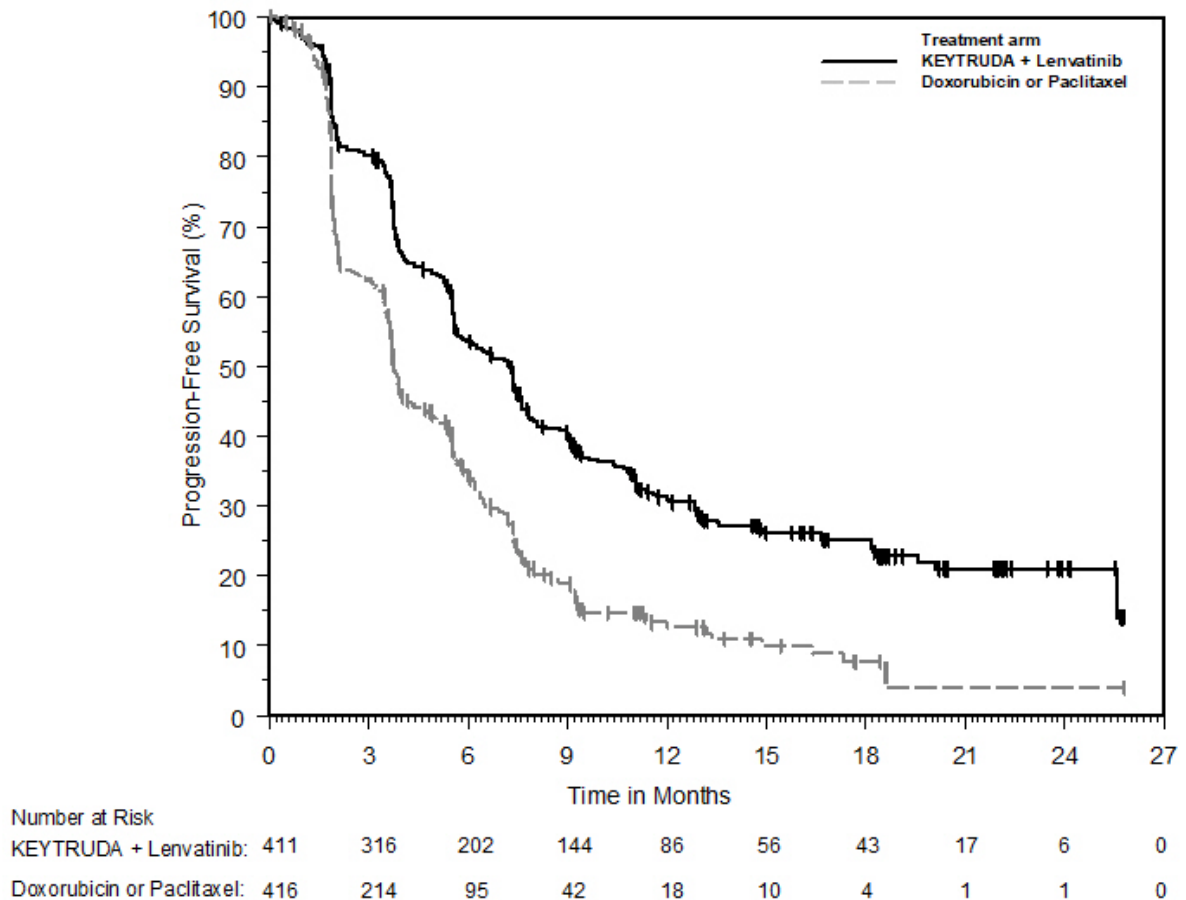 Treatment arm
KEYTRUDA + Lenvatinib
Doxorubicin or Paclitaxel
Progression-Free Survival (%)
100
90
80
70
60
50
40
30
20
10
0
0 3 6 9 12 15 18 21 24 27
Time in Months
Number at Risk
KEYTRUDA + Lenvatinib: 411 316 202 144 86 56 43 17 6 0
Doxorubicin or Paclitaxel: 416 214 95 42 18 10 4 1 1 0